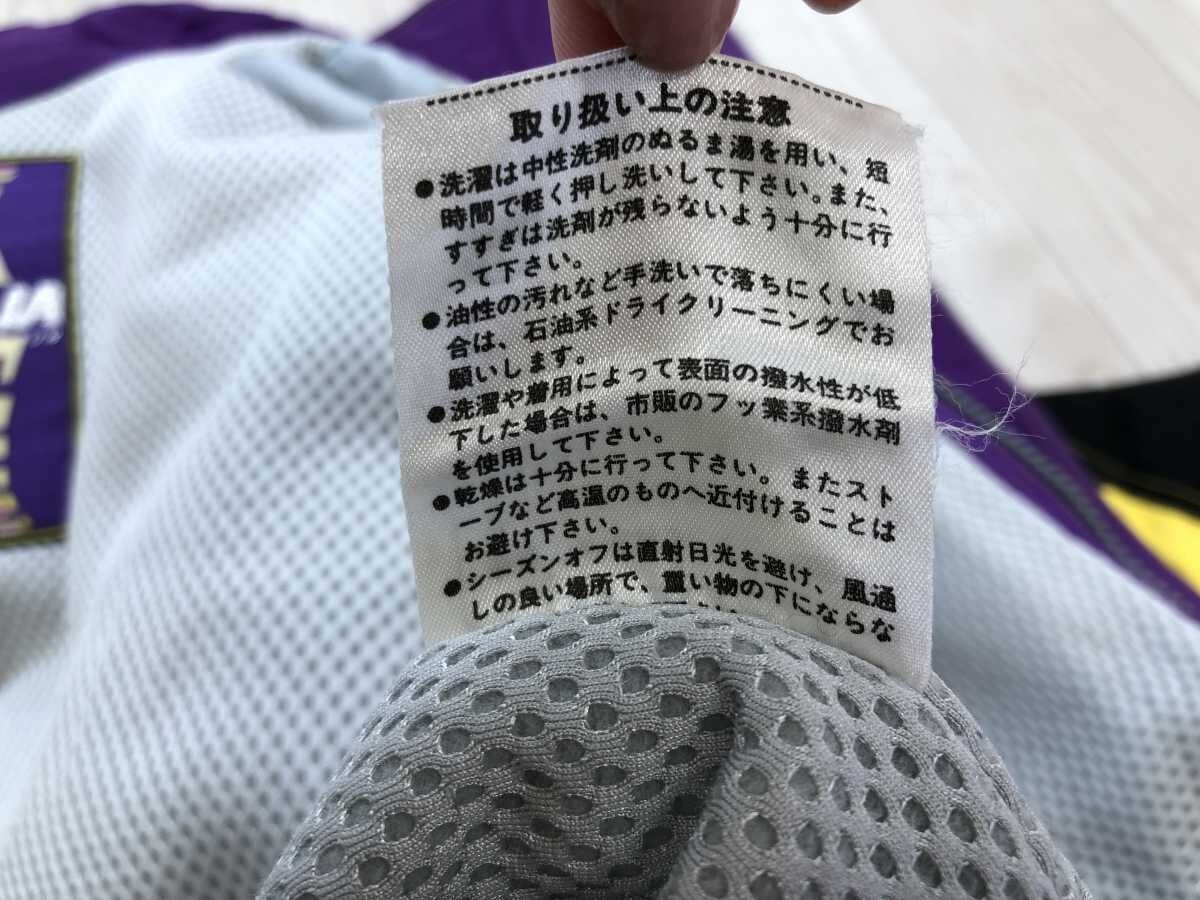 取り扱い上の注意
●洗濯は中性洗剤のぬるま湯を用い、短
時間で軽く押し洗いして下さい。また、
すすぎは洗剤が残らないよう十分に行
って下さい。
●油性の汚れなど手洗いで落ちにくい場
合は、石油系ドライクリーニングでお
願いします。
●洗濯や着用によって表面の撥水性が低
下した場合は、市販のフッ素系撥水剤
を使用して下さい。
●乾燥は十分に行って下さい。またスト
ーブなど高温のものへ近付けることは
お避け下さい。
●シーズンオフは直射日光を避け、風通
しの良い場所で、重い物の下にならな